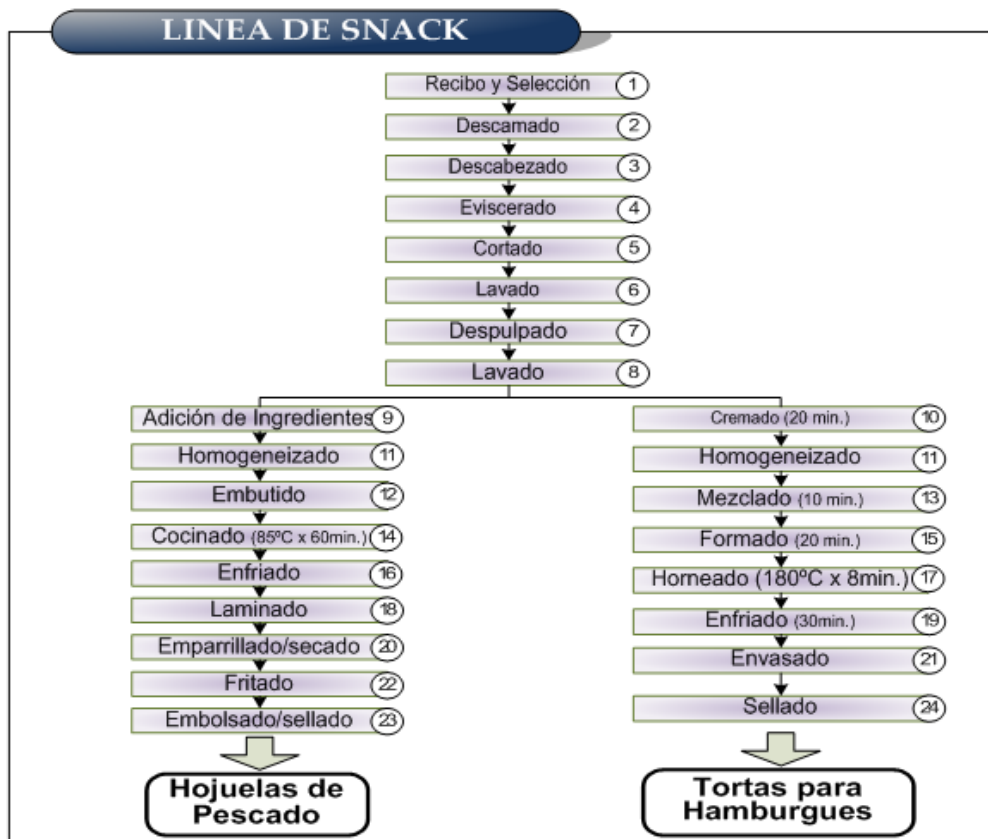 LINEA DE SNACK
Recibo y Selección 1
Descamado 2
Descabezado 3
Eviscerado 4
Cortado 5
Lavado 6
Despulpado 7
Lavado 8
Adición de Ingredientes 9
Homogeneizado 11
Embutido 12
Cocinado (85ºC x 60min.) 14
Enfriado 16
Laminado 18
Emparrillado/secado 20
Fritado 22
Embolsado/sellado 23
Hojuelas de
Pescado
Cremado (20 min.) 10
Homogeneizado 11
Mezclado (10 min.) 13
Formado (20 min.) 15
Horneado (180ºC x 8min.) 17
Enfriado (30min.) 19
Envasado 21
Sellado 24
Tortas para
Hamburgues